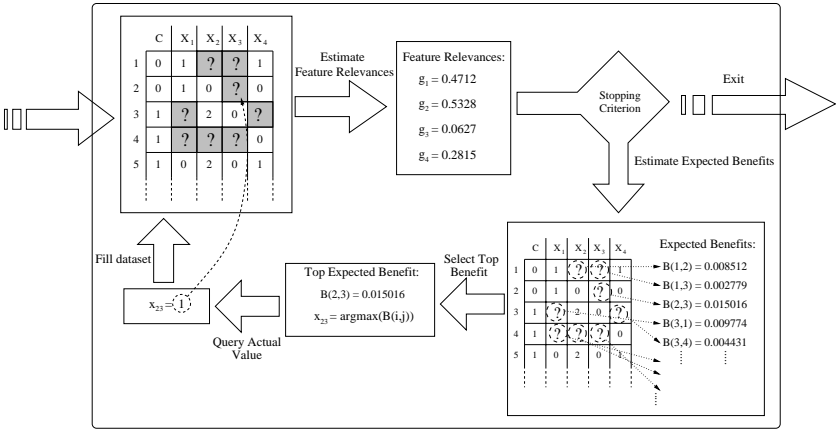 C X1 X2 X3 X4
1 0 1 ? ? 1
2 0 1 0 ? 0
3 1 ? 2 0 ?
4 1 ? ? ? 0
5 1 0 2 0 1
Estimate
Feature Relevances
Feature Relevances:
g1 = 0.4712
g2 = 0.5328
g3 = 0.0627
g4 = 0.2815
Stopping
Criterion
Exit
Estimate Expected Benefits
C X1 X2 X3 X4
1 0 1 ? ? 1
2 0 1 0 ? 0
3 1 ? 2 0 ?
4 1 ? ? ? 0
5 1 0 2 0 1
Expected Benefits:
B(1,2) = 0.008512
B(1,3) = 0.002779
B(2,3) = 0.015016
B(3,1) = 0.009774
B(3,4) = 0.004431
Select Top
Benefit
Top Expected Benefit:
B(2,3) = 0.015016
x23 = argmax(B(i,j))
Query Actual
Value
x23 = 1
Fill dataset